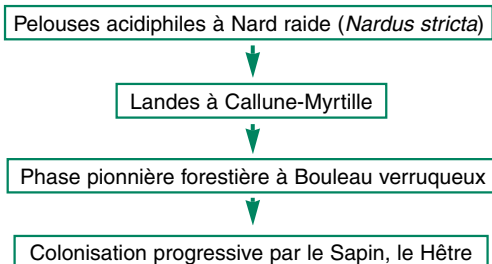 Pelouses acidiphiles à Nard raide (Nardus stricta)
Landes à Callune-Myrtille
Phase pionnière forestière à Bouleau verruqueux
Colonisation progressive par le Sapin, le Hêtre